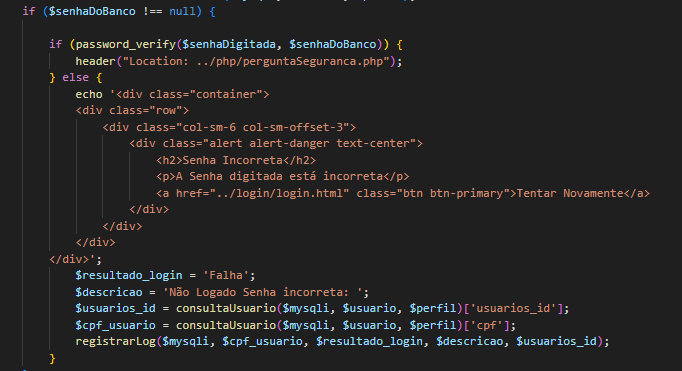 if ($senhaDoBanco !== null) {
if (password_verify($senhaDigitada, $senhaDoBanco)) {
header("Location: ../php/perguntaSeguranca.php");
} else {
echo '<div class="container">
<div class="row">
<div class="col-sm-6 col-sm-offset-3">
<div class="alert alert-danger text-center">
<h2>Senha Incorreta</h2>
<p>A Senha digitada está incorreta</p>
<a href="../login/login.html" class="btn btn-primary">Tentar Novamente</a>
</div>
</div>
</div>
</div>';
$resultado_login = 'Falha';
$descricao = 'Não Logado Senha incorreta: ';
$usuarios_id = consultaUsuario($mysqli, $usuario, $perfil)['usuarios_id'];
$cpf_usuario = consultaUsuario($mysqli, $usuario, $perfil)['cpf'];
registrarLog($mysqli, $cpf_usuario, $resultado_login, $descricao, $usuarios_id);
}